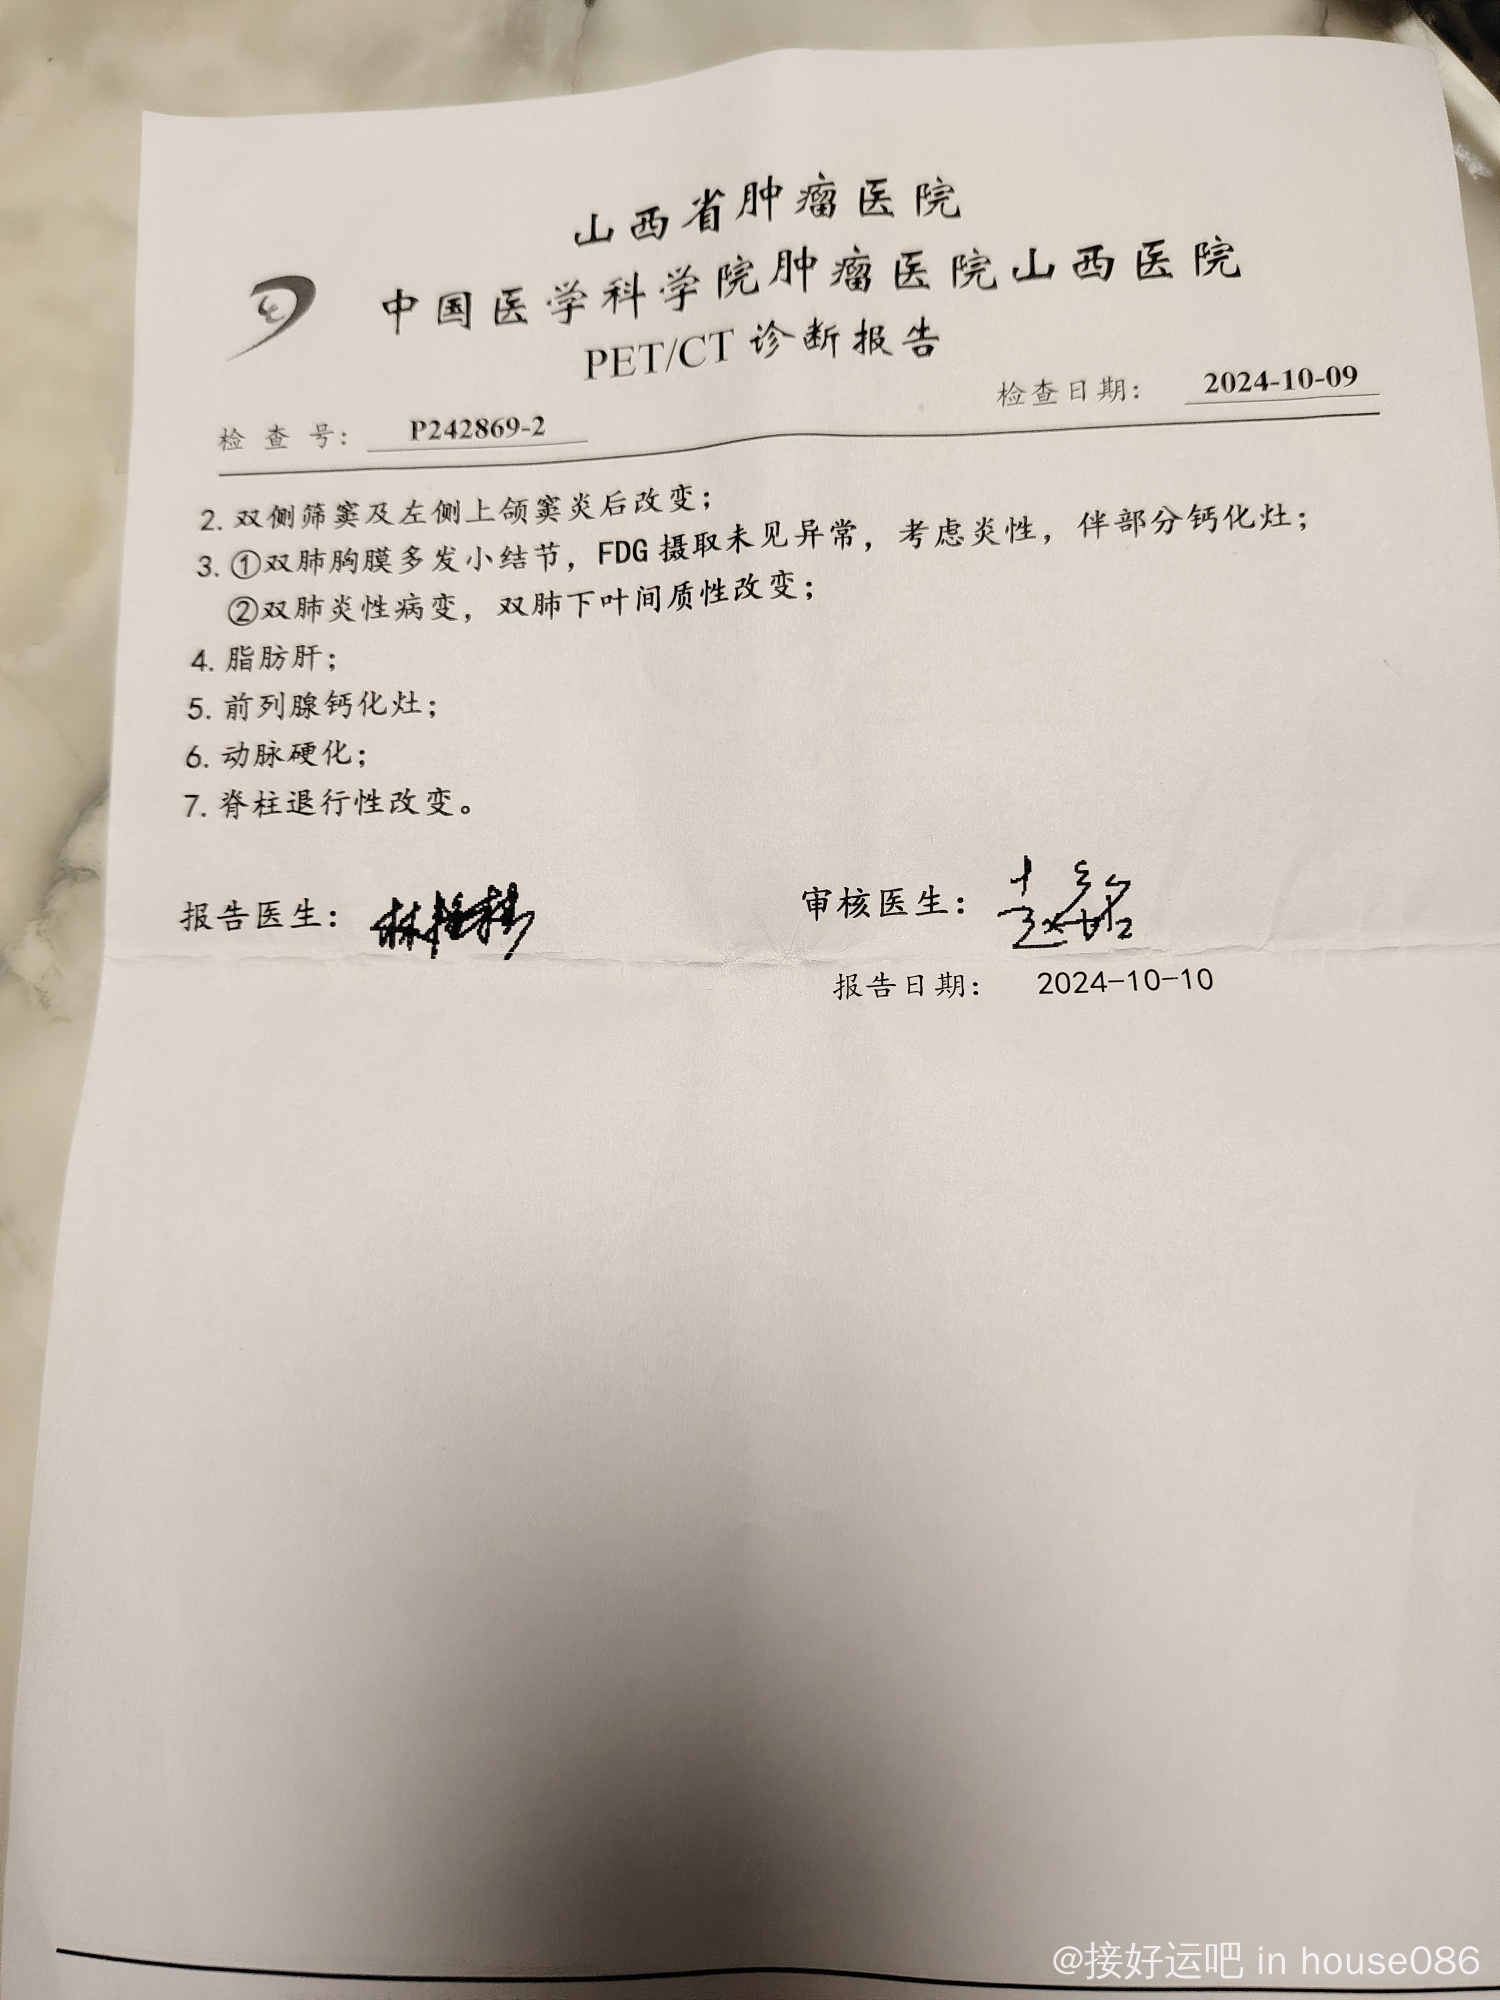 山西省肿瘤医院
中国医学科学院肿瘤医院山西医院
PET/CT 诊断报告
检查号： P242869-2 检查日期： 2024-10-09
2. 双侧筛窦及左侧上颌窦炎后改变；
3. ①双肺胸膜多发小结节，FDG 摄取未见异常，考虑炎性，伴部分钙化灶；
②双肺炎性病变，双肺下叶间质性改变；
4. 脂肪肝；
5. 前列腺钙化灶；
6. 动脉硬化；
7. 脊柱退行性改变。
报告医生： 审核医生：
报告日期： 2024-10-10
@接好运吧 in house086